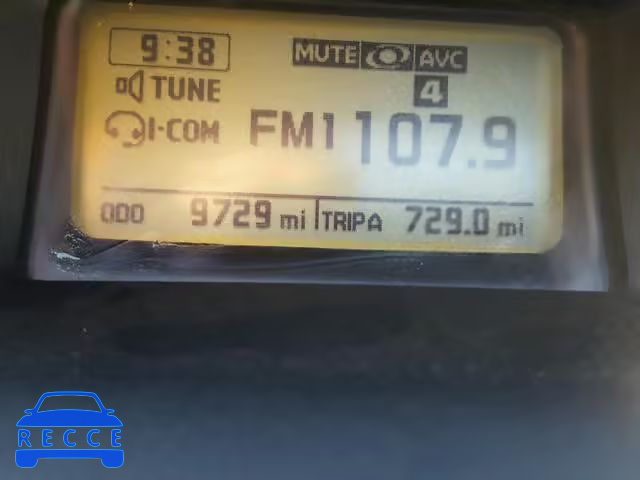 9:38 MUTE AVC
TUNE 4
I-COM FM1 107.9
ODO 9729 mi TRIPA 729.0 mi
RECCE